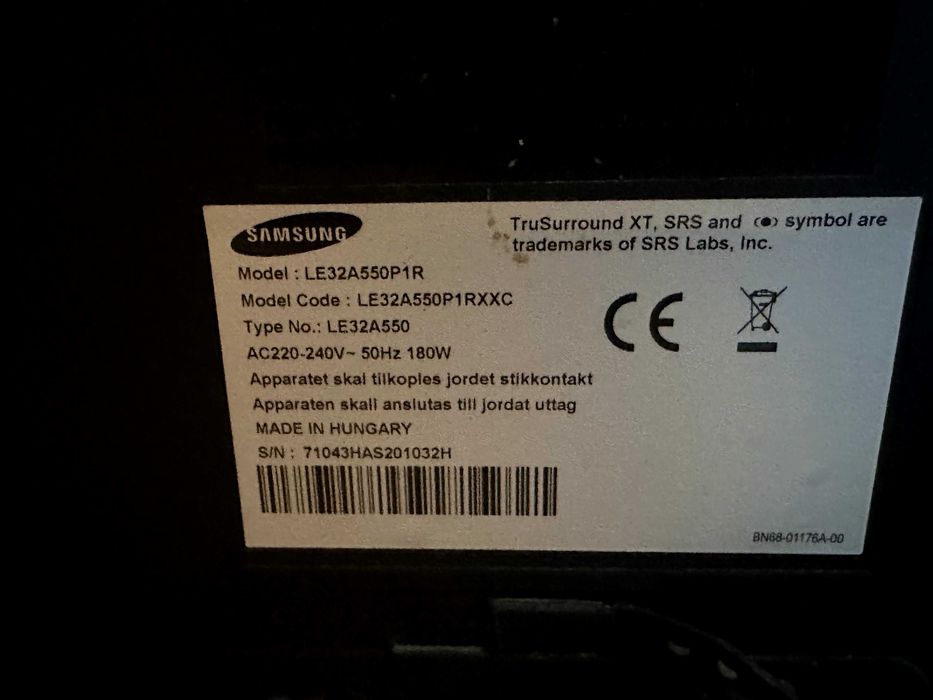 SAMSUNG
TruSurround XT, SRS and (●) symbol are
trademarks of SRS Labs, Inc.
Model : LE32A550P1R
Model Code : LE32A550P1RXXC
Type No.: LE32A550
AC220-240V~ 50Hz 180W
Apparatet skal tilkoples jordet stikkontakt
Apparaten skall anslutas till jordat uttag
MADE IN HUNGARY
S/N : 71043HAS201032H
CE
BN68-01176A-00